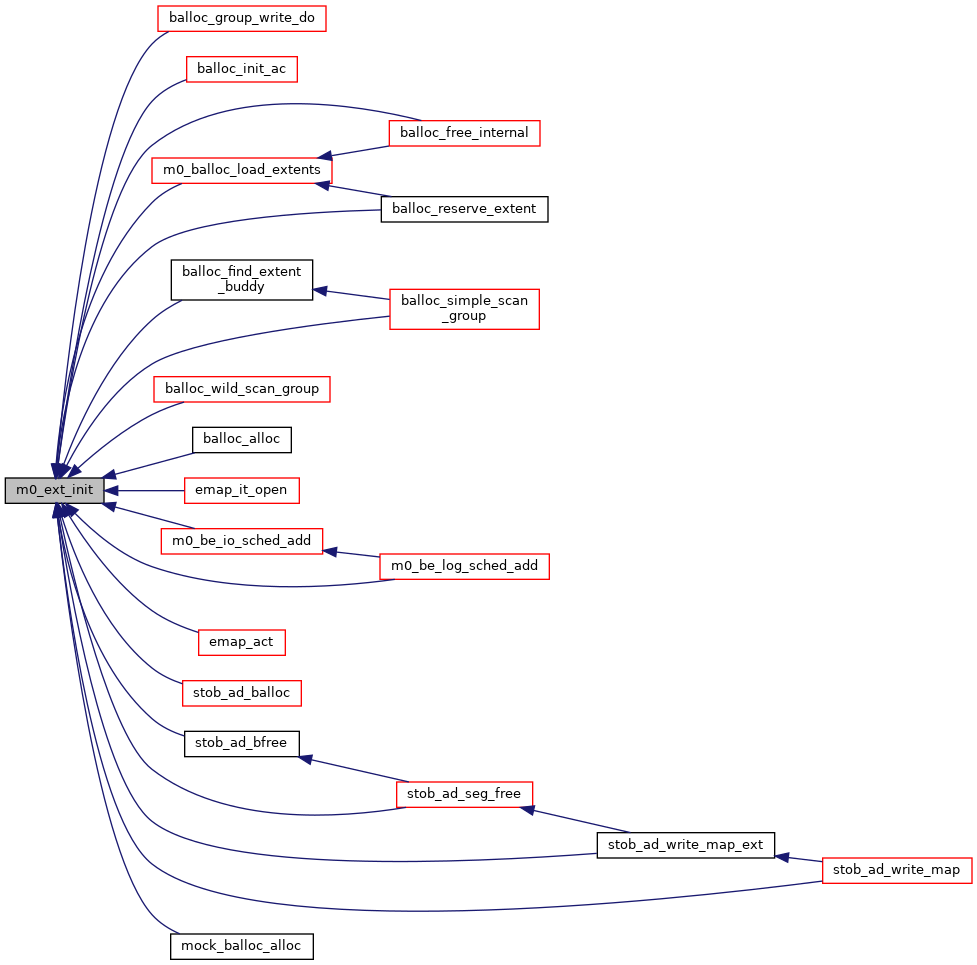 balloc_group_write_do
balloc_init_ac
balloc_free_internal
m0_balloc_load_extents
balloc_reserve_extent
balloc_find_extent
_buddy
balloc_simple_scan
_group
balloc_wild_scan_group
balloc_alloc
m0_ext_init
emap_it_open
m0_be_io_sched_add
m0_be_log_sched_add
emap_act
stob_ad_balloc
stob_ad_bfree
stob_ad_seg_free
stob_ad_write_map_ext
stob_ad_write_map
mock_balloc_alloc